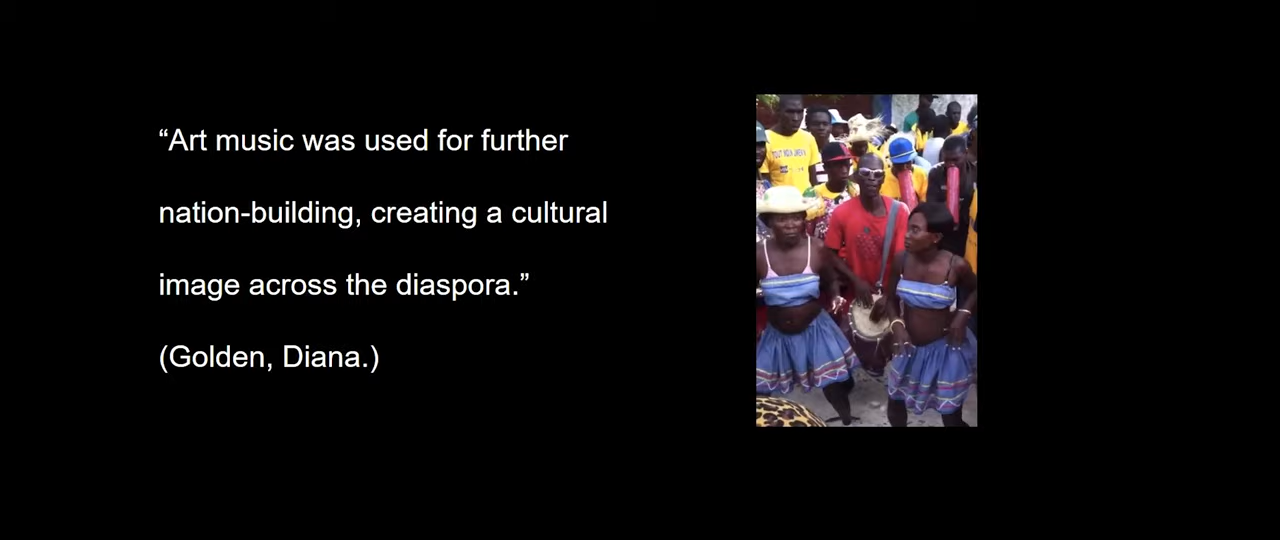 “Art music was used for further
nation-building, creating a cultural
image across the diaspora.”
(Golden, Diana.)